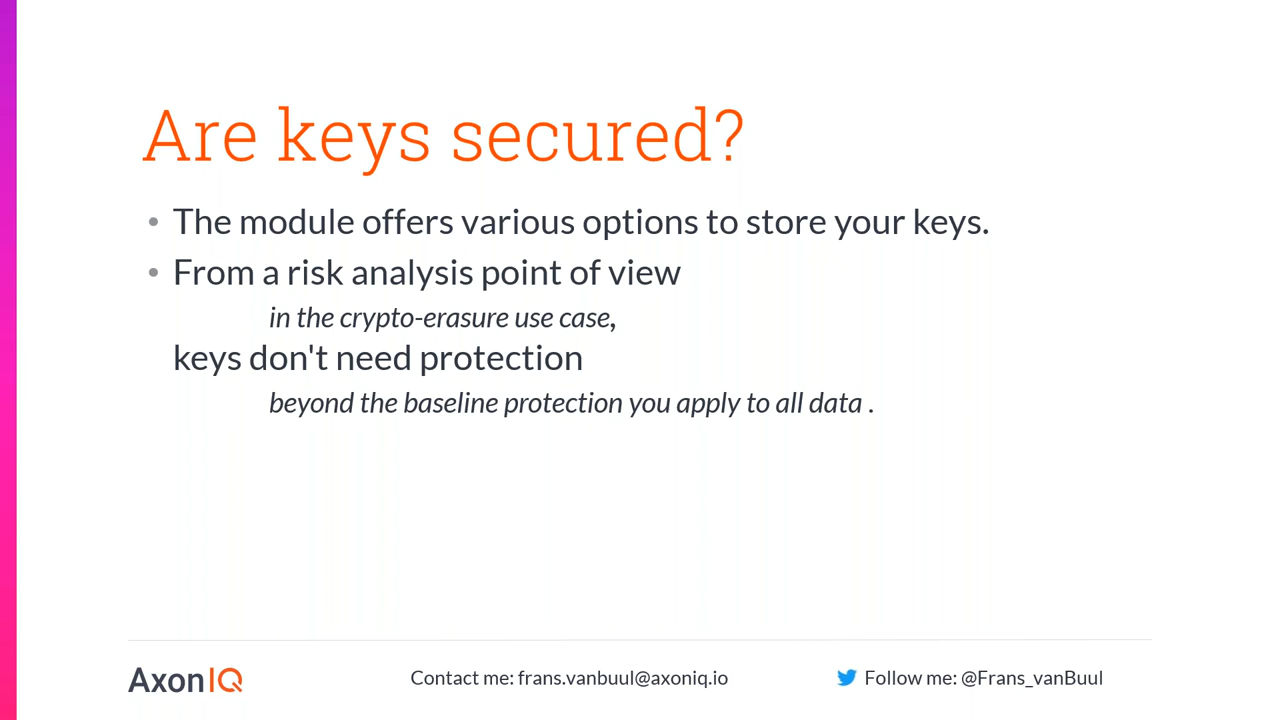 Are keys secured?
• The module offers various options to store your keys.
• From a risk analysis point of view
in the crypto-erasure use case,
keys don't need protection
beyond the baseline protection you apply to all data .
AxonIQ
Contact me: frans.vanbuul@axoniq.io
Follow me: @Frans_vanBuul